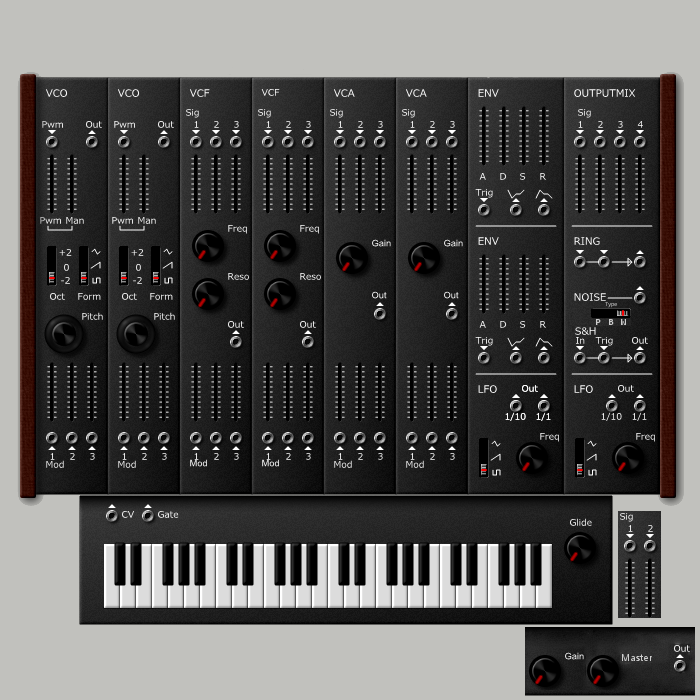 VCO VCO VCF VCF VCA VCA ENV OUTPUTMIX
Sig Sig Sig Sig Sig
Pwm Out Pwm Out 1 2 3 1 2 3 1 2 3 1 2 3 1 2 3 4
A D S R
Trig
Pwm Man Pwm Man
Freq Freq Gain Gain ENV RING
+2 +2
0 0
-2 -2
Reso Reso
Oct Form Oct Form
Out Out NOISE
Type
P B W
Pitch Pitch Out Out A D S R S&H
Trig In Trig Out
LFO Out LFO Out
1/10 1/1 1/10 1/1
Freq Freq
1 2 3 1 2 3 1 2 3 1 2 3 1 2 3 1 2 3
Mod Mod Mod Mod Mod Mod
CV Gate Glide
Sig
1 2
Gain Master Out